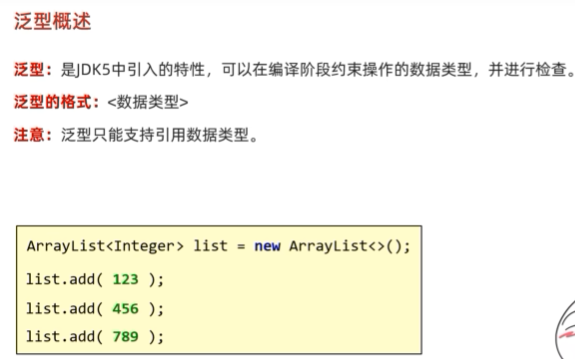 泛型概述
泛型：是JDK5中引入的特性，可以在编译阶段约束操作的数据类型，并进行检查。
泛型的格式：<数据类型>
注意：泛型只能支持引用数据类型。
ArrayList<Integer> list = new ArrayList<>();
list.add( 123 );
list.add( 456 );
list.add( 789 );